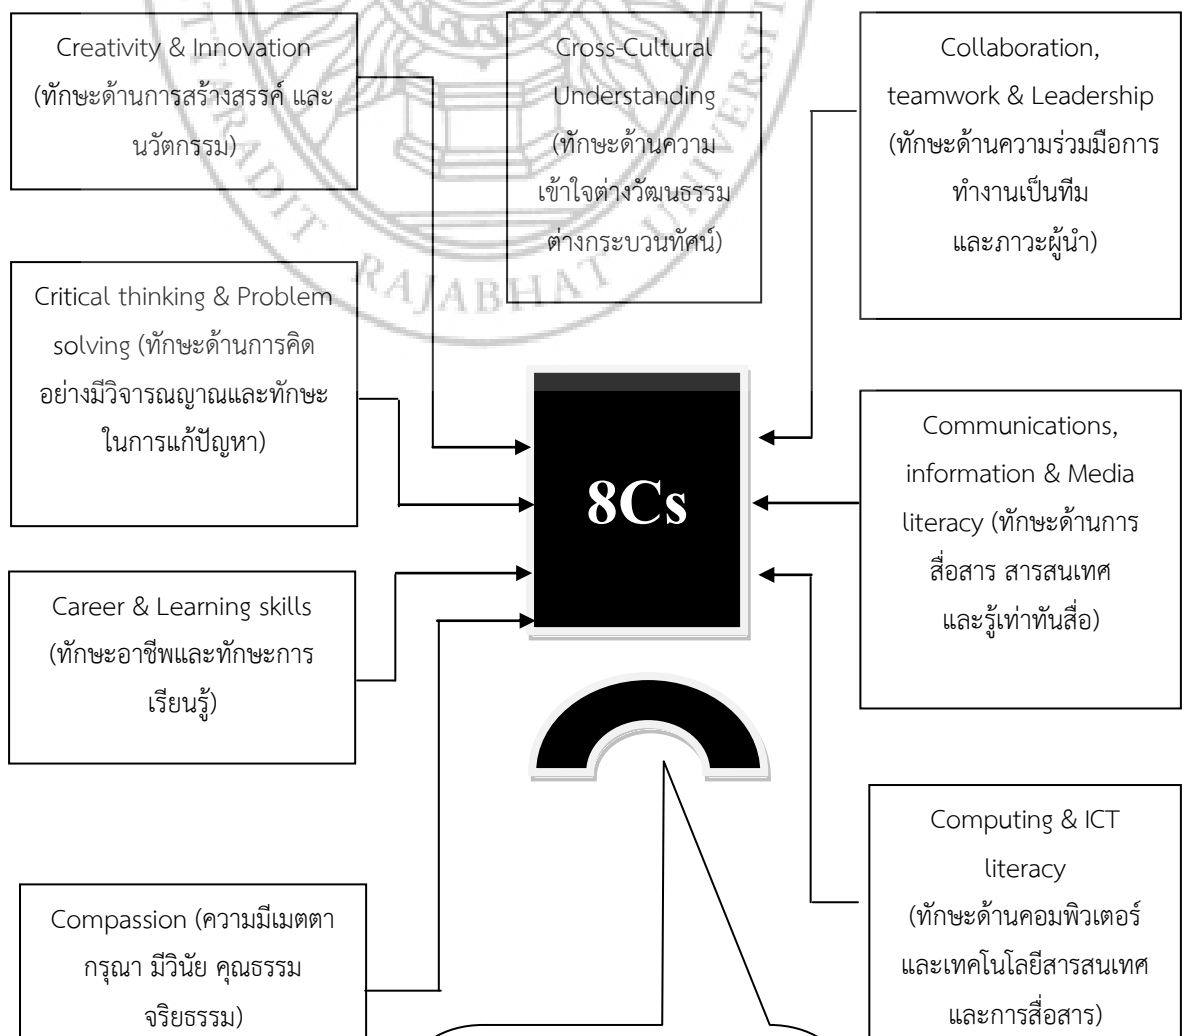 Creativity & Innovation
(ทักษะด้านการสร้างสรรค์ และ
นวัตกรรม)
Cross-Cultural
Understanding
(ทักษะด้านความ
เข้าใจต่างวัฒนธรรม
ต่างกระบวนทัศน์)
Collaboration,
teamwork & Leadership
(ทักษะด้านความร่วมมือการ
ทำงานเป็นทีม
และภาวะผู้นำ)
RAJABHAT
Critical thinking & Problem
solving (ทักษะด้านการคิด
อย่างมีวิจารณญาณและทักษะ
ในการแก้ปัญหา)
8Cs
Communications,
information & Media
literacy (ทักษะด้านการ
สื่อสาร สารสนเทศ
และรู้เท่าทันสื่อ)
Career & Learning skills
(ทักษะอาชีพและทักษะการ
เรียนรู้)
Computing & ICT
literacy
(ทักษะด้านคอมพิวเตอร์
และเทคโนโลยีสารสนเทศ
และการสื่อสาร)
Compassion (ความมีเมตตา
กรุณา มีวินัย คุณธรรม
จริยธรรม)